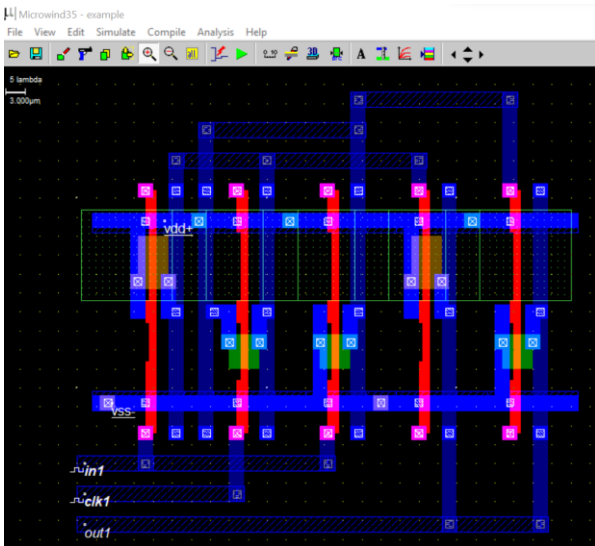 Microwind35 - example
File View Edit Simulate Compile Analysis Help
5 lambda
3.000μm
vdd+
vss-
in1
clk1
out1